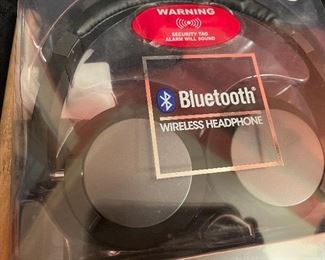 WARNING
SECURITY TAG
ALARM WILL SOUND
Bluetooth®
WIRELESS HEADPHONE